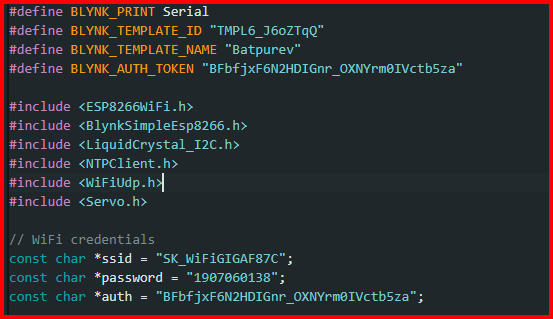 #define BLYNK_PRINT Serial
#define BLYNK_TEMPLATE_ID "TMPL6_J6oZTqQ"
#define BLYNK_TEMPLATE_NAME "Batpurev"
#define BLYNK_AUTH_TOKEN "BFbfjxF6N2HDIGnr_OXNYrm0IVctb5za"
#include <ESP8266WiFi.h>
#include <BlynkSimpleEsp8266.h>
#include <LiquidCrystal_I2C.h>
#include <NTPClient.h>
#include <WiFiUdp.h>
#include <Servo.h>
// WiFi credentials
const char *ssid = "SK_WiFiGIGAF87C";
const char *password = "1907060138";
const char *auth = "BFbfjxF6N2HDIGnr_OXNYrm0IVctb5za";